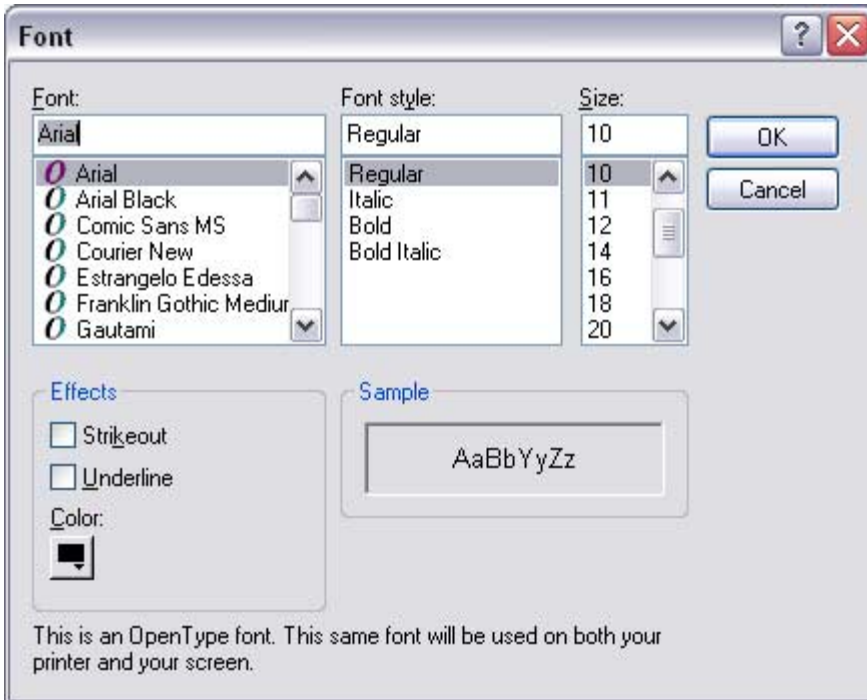 Font
Font:
Arial
Arial
Arial Black
Comic Sans MS
Courier New
Estrangelo Edessa
Franklin Gothic Mediur
Gautami
Font style:
Regular
Regular
Italic
Bold
Bold Italic
Size:
10
10
11
12
14
16
18
20
OK
Cancel
Effects
Strikeout
Underline
Color:
Sample
AaBbYyZz
This is an OpenType font. This same font will be used on both your
printer and your screen.